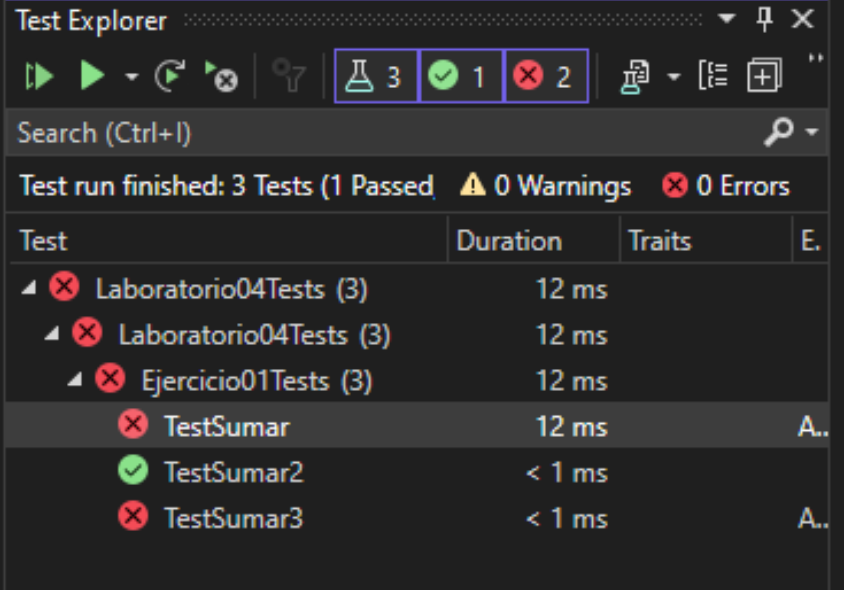 Test Explorer
3 1 2
Search (Ctrl+I)
Test run finished: 3 Tests (1 Passed 0 Warnings 0 Errors
Test Duration Traits E.
Laboratorio04Tests (3) 12 ms
Laboratorio04Tests (3) 12 ms
Ejercicio01Tests (3) 12 ms
TestSumar 12 ms A..
TestSumar2 < 1 ms
TestSumar3 < 1 ms A..